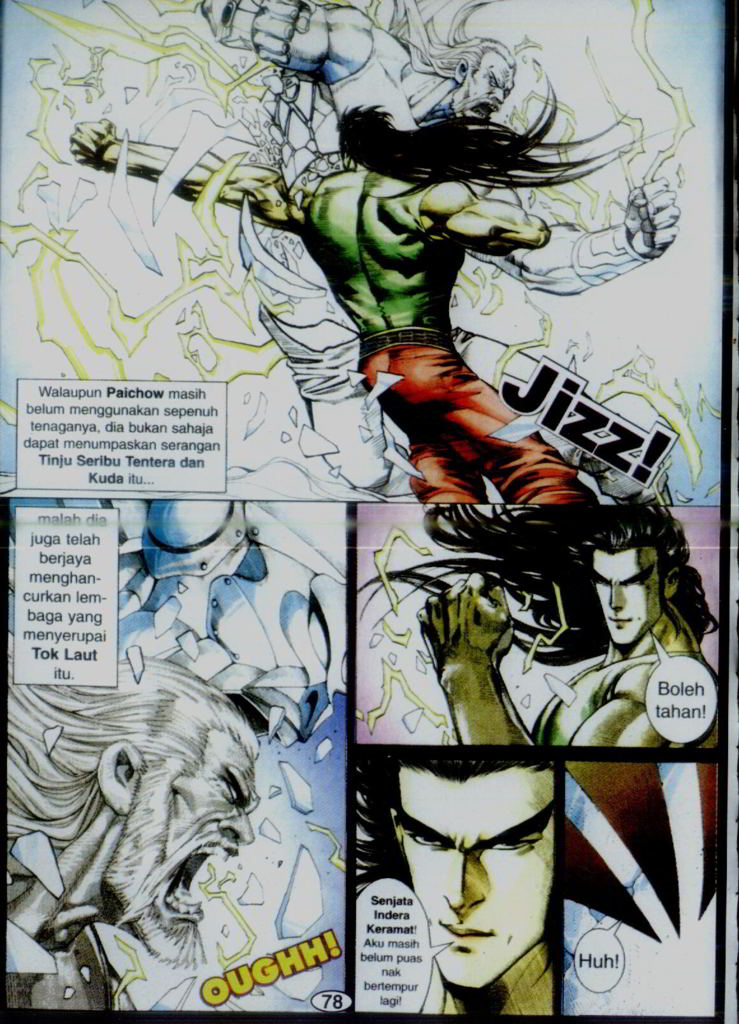 Walaupun Paichow masih
belum menggunakan sepenuh
tenaganya, dia bukan sahaja
dapat menumpaskan serangan
Tinju Seribu Tentera dan
Kuda itu...
Jizz!
malah dia
juga telah
berjaya
menghan-
curkan lem-
baga yang
menyerupai
Tok Laut
itu.
OUGHH!
Boleh
tahan!
Senjata
Indera
Keramat!
Aku masih
belum puas
nak
bertempur
lagi!
Huh!
78